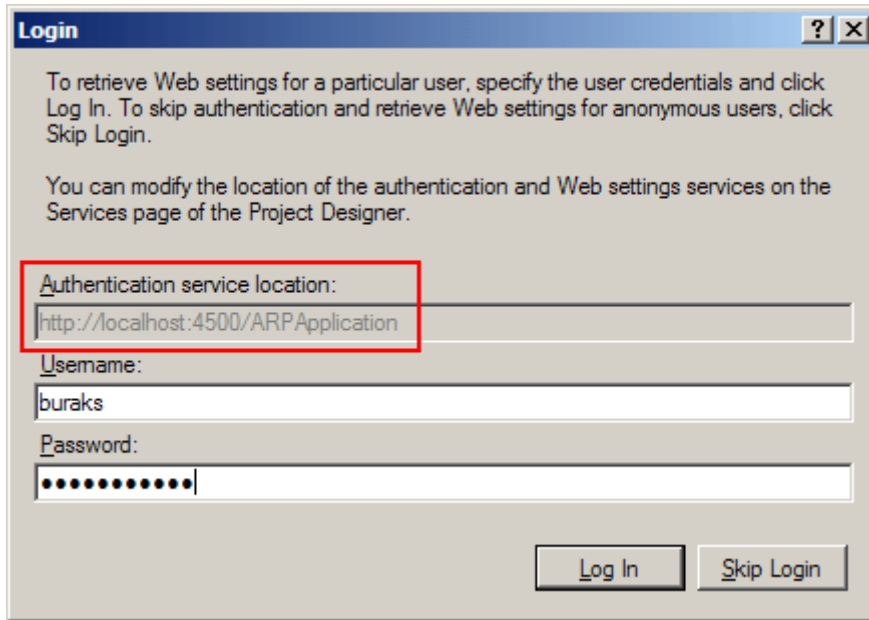 Login
To retrieve Web settings for a particular user, specify the user credentials and click
Log In. To skip authentication and retrieve Web settings for anonymous users, click
Skip Login.
You can modify the location of the authentication and Web settings services on the
Services page of the Project Designer.
Authentication service location:
http://localhost:4500/ARPApplication
Username:
buraks
Password:
●●●●●●●●●●●
Log In Skip Login